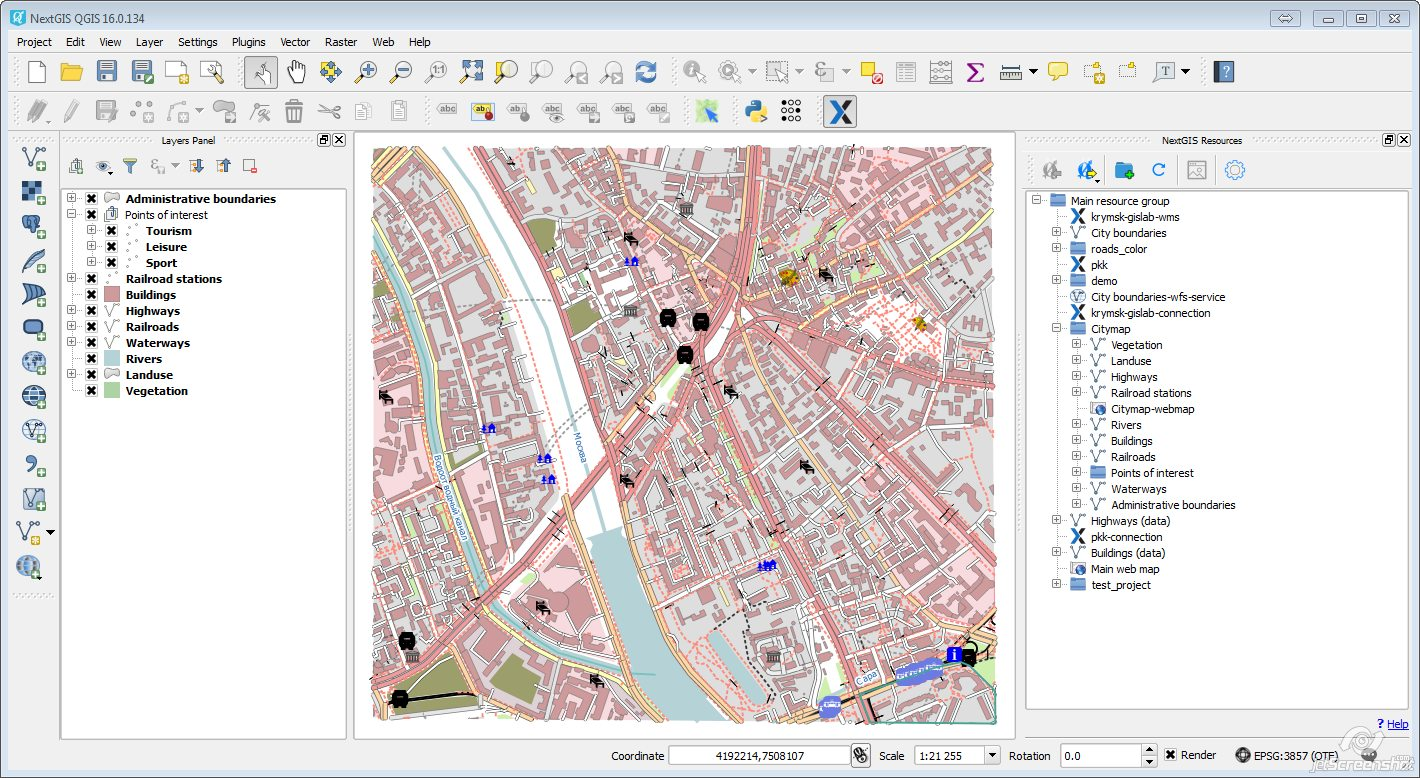 NextGIS QGIS 16.0.134
Project Edit View Layer Settings Plugins Vector Raster Web Help
Layers Panel
Administrative boundaries
Points of interest
Tourism
Leisure
Sport
Railroad stations
Buildings
Highways
Railroads
Waterways
Rivers
Landuse
Vegetation
Москва
Водоотводный канал
NextGIS Resources
Main resource group
krymsk-gislab-wms
City boundaries
roads_color
pkk
demo
City boundaries-wfs-service
krymsk-gislab-connection
Citymap
Vegetation
Landuse
Highways
Railroad stations
Citymap-webmap
Rivers
Buildings
Railroads
Points of interest
Waterways
Administrative boundaries
Highways (data)
pkk-connection
Buildings (data)
Main web map
test_project
? Help
Coordinate 4192214,7508107 Scale 1:21 255 Rotation 0.0 Render EPSG:3857 (OTF)